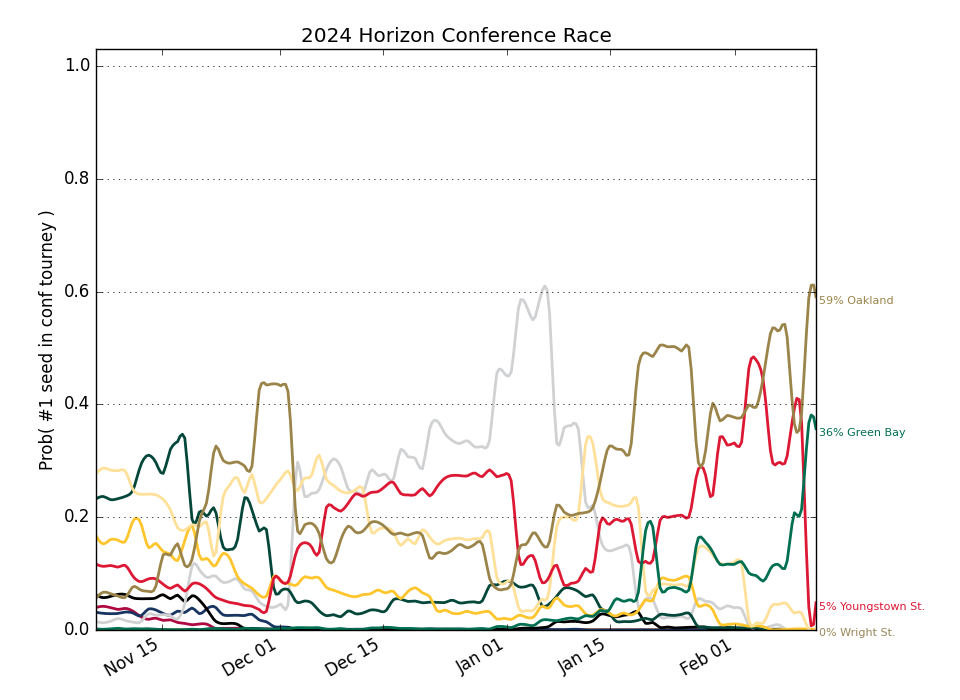 2024 Horizon Conference Race
Prob( #1 seed in conf tourney )
1.0
0.8
0.6
0.4
0.2
0.0
59% Oakland
36% Green Bay
5% Youngstown St.
0% Wright St.
Nov 15
Dec 01
Dec 15
Jan 01
Jan 15
Feb 01